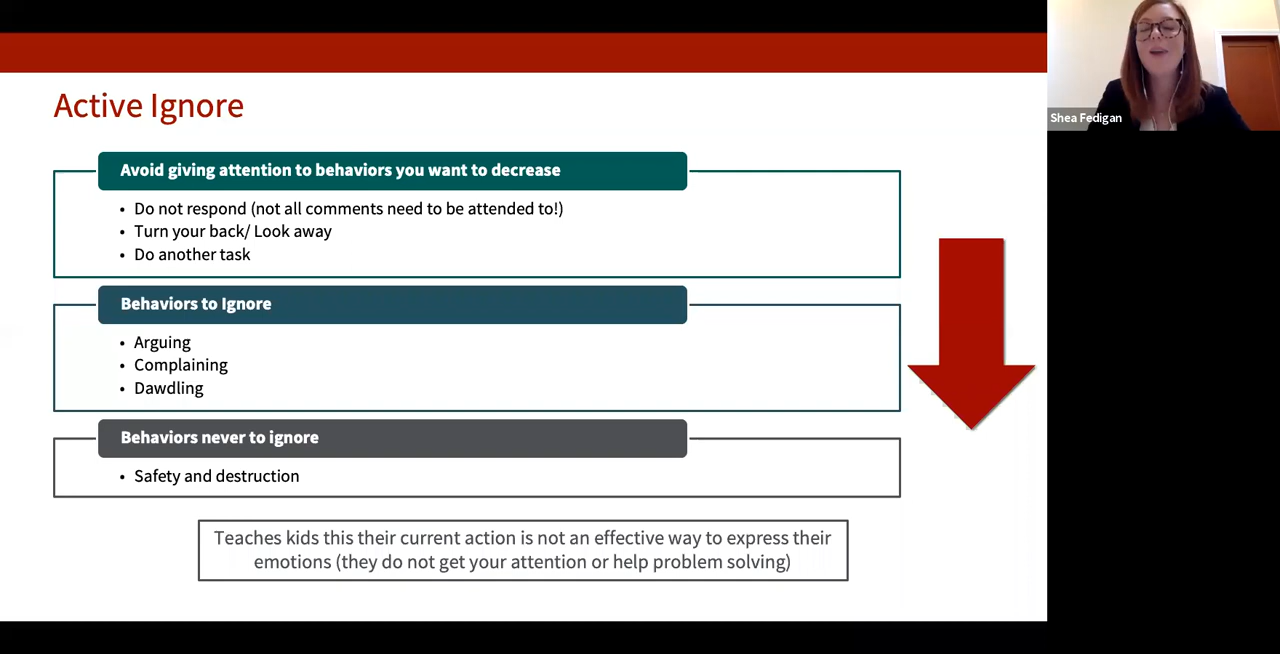 Active Ignore
Avoid giving attention to behaviors you want to decrease
• Do not respond (not all comments need to be attended to!)
• Turn your back/ Look away
• Do another task
Behaviors to Ignore
• Arguing
• Complaining
• Dawdling
Behaviors never to ignore
• Safety and destruction
Teaches kids this their current action is not an effective way to express their
emotions (they do not get your attention or help problem solving)
Shea Fedigan